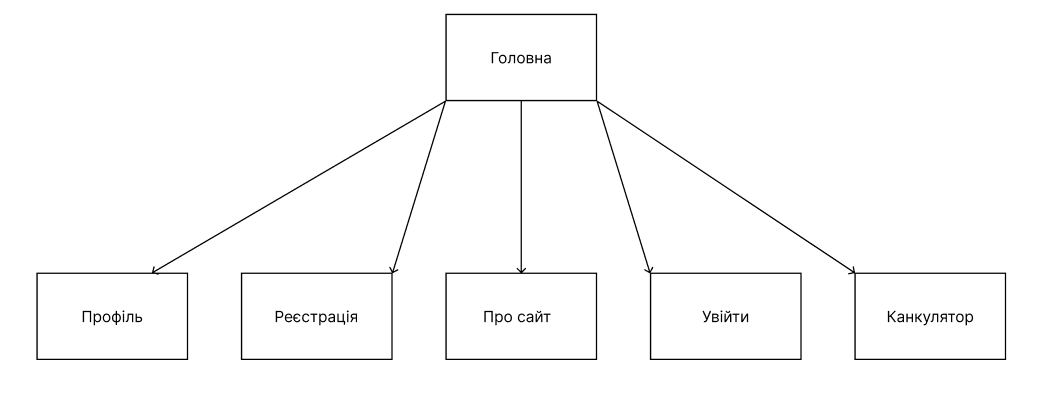 Головна
Профіль
Реєстрація
Про сайт
Увійти
Канкулятор